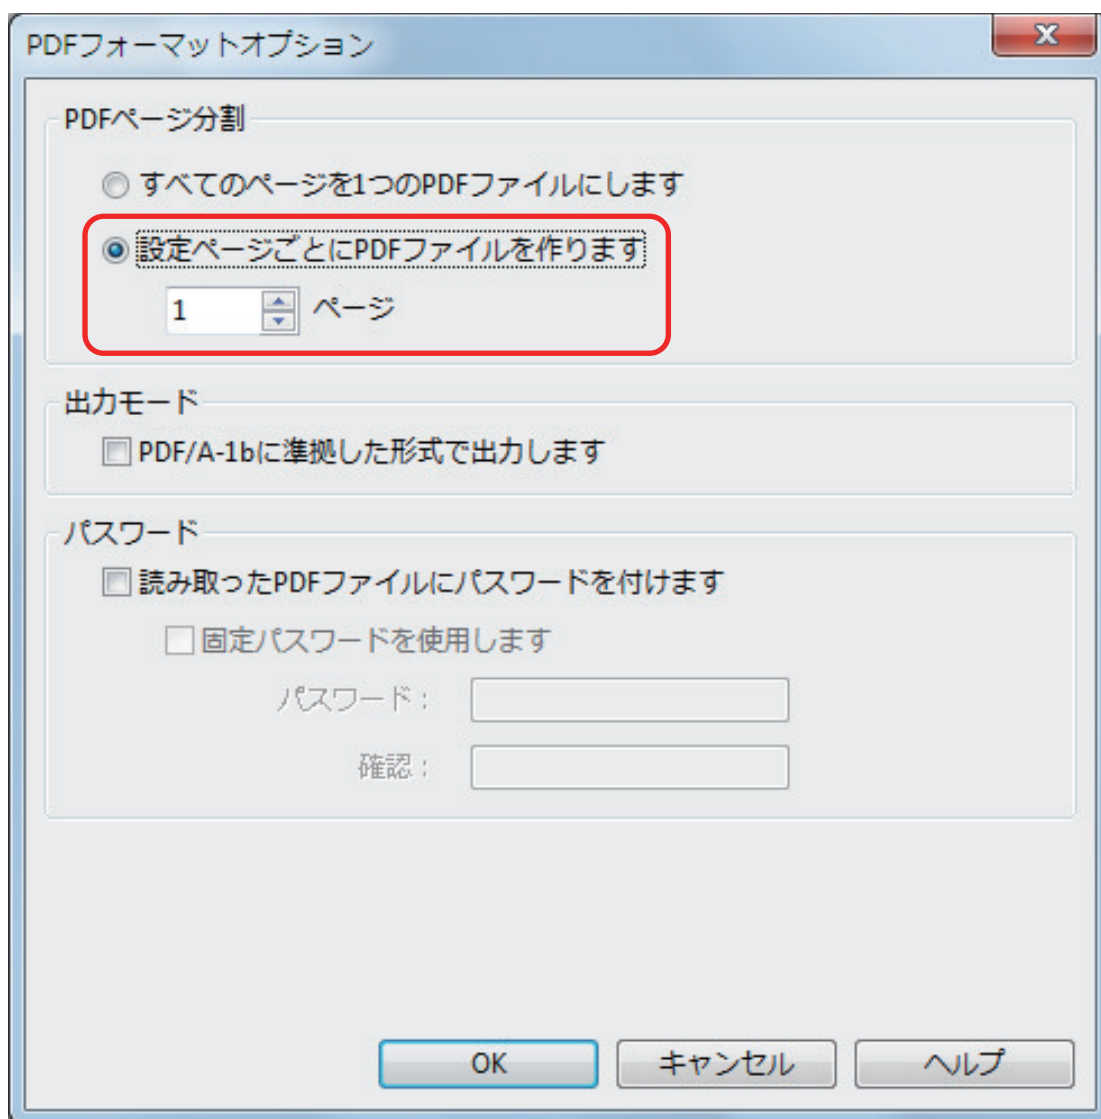 PDFフォーマットオプション
PDFページ分割
すべてのページを1つのPDFファイルにします
設定ページごとにPDFファイルを作ります
1 ページ
出力モード
PDF/A-1bに準拠した形式で出力します
パスワード
読み取ったPDFファイルにパスワードを付けます
固定パスワードを使用します
パスワード：
確認：
OK キャンセル ヘルプ